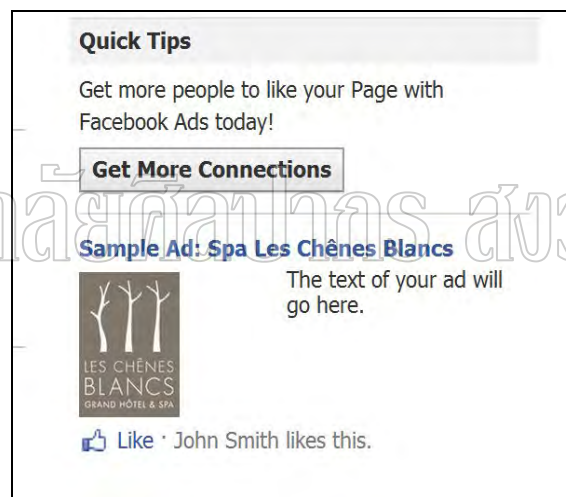 Quick Tips
Get more people to like your Page with
Facebook Ads today!
Get More Connections
Sample Ad: Spa Les Chênes Blancs
The text of your ad will
go here.
LES CHÊNES
BLANCS
GRAND HÔTEL & SPA
Like · John Smith likes this.